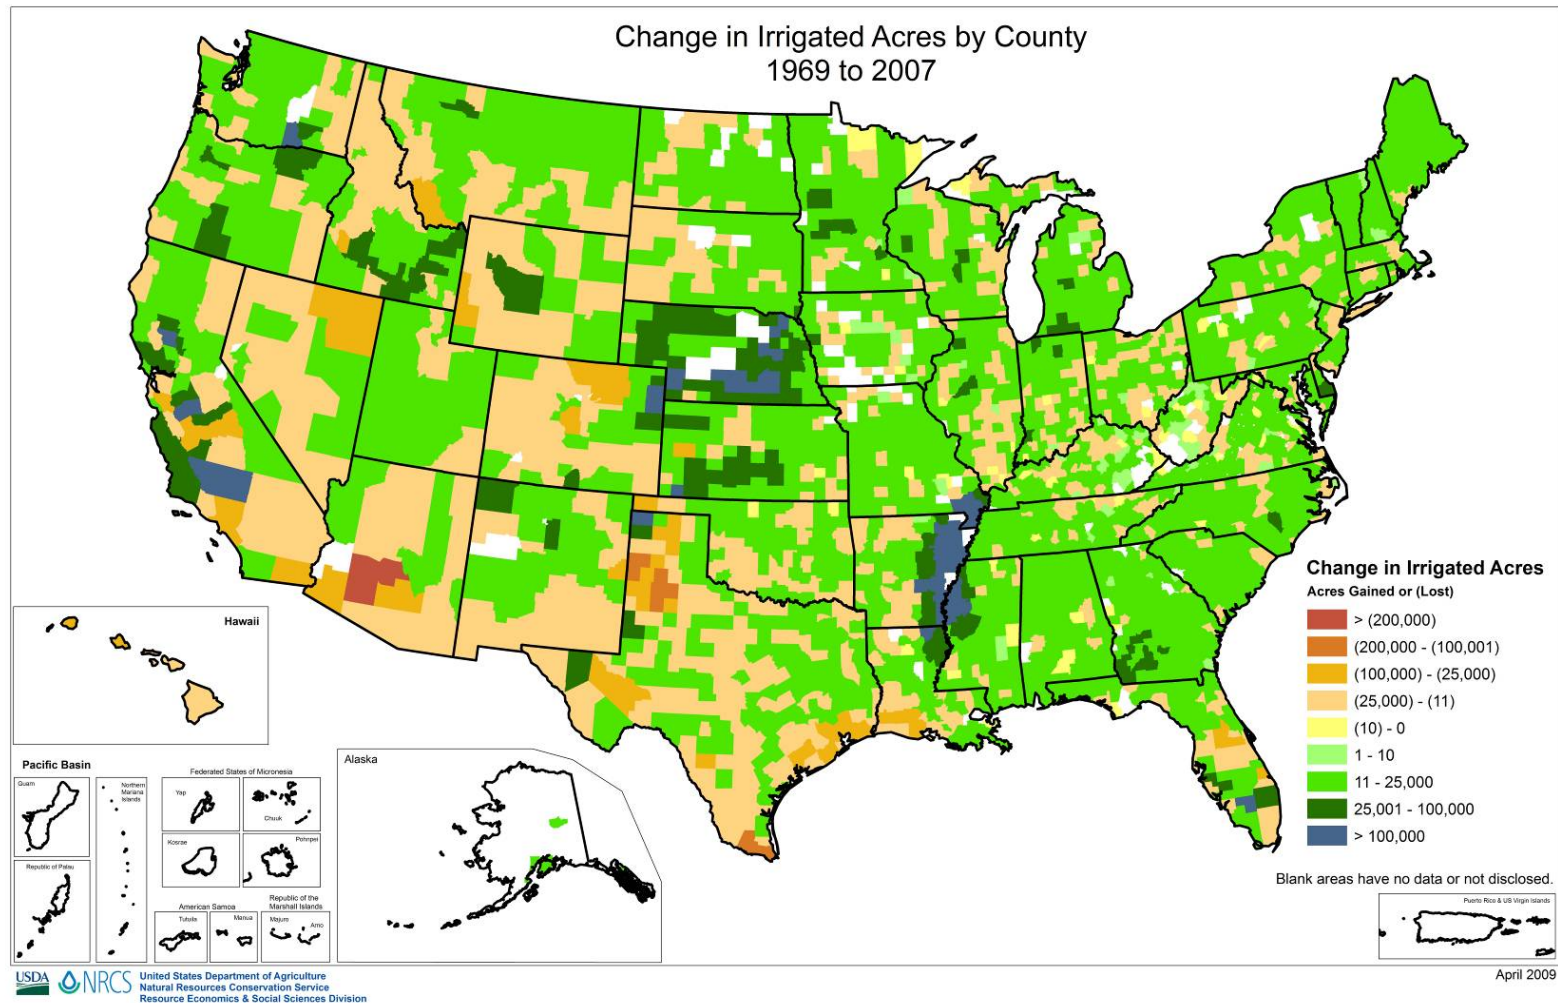 Change in Irrigated Acres by County
1969 to 2007
Change in Irrigated Acres
Acres Gained or (Lost)
> (200,000)
(200,000 - (100,001)
(100,000) - (25,000)
(25,000) - (11)
(10) - 0
1 - 10
11 - 25,000
25,001 - 100,000
> 100,000
Blank areas have no data or not disclosed.
Hawaii
Pacific Basin
Guam
Northern
Mariana
Islands
Republic of Palau
Federated States of Micronesia
Yap
Chuuk
Kosrae
Pohnpei
American Samoa
Tutuila
Manua
Republic of the
Marshall Islands
Majuro
Arno
Alaska
Puerto Rico & US Virgin Islands
April 2009
USDA
NRCS
United States Department of Agriculture
Natural Resources Conservation Service
Resource Economics & Social Sciences Division